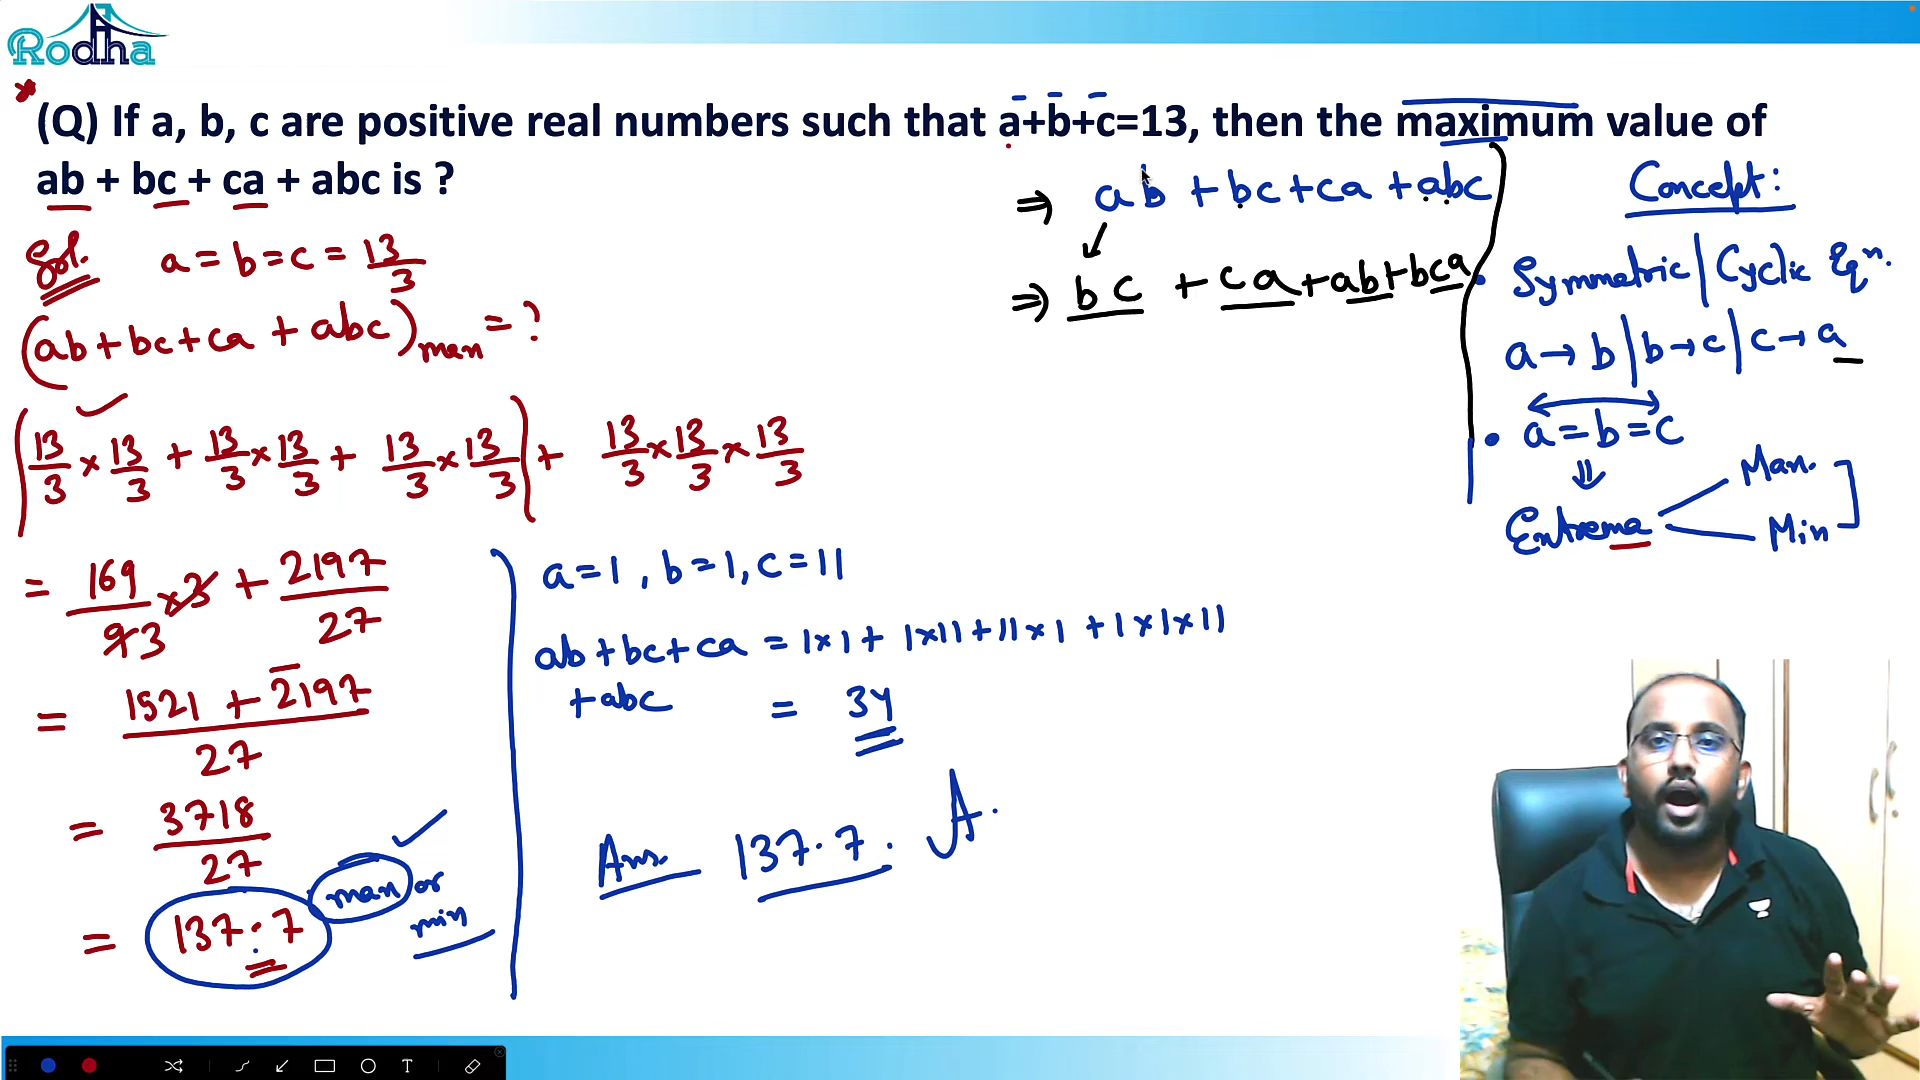 Rodha
(Q) If a, b, c are positive real numbers such that a+b+c=13, then the maximum value of
ab + bc + ca + abc is ?
Sol. a = b = c = 13/3
(ab+bc+ca + abc)max = ?
(13/3 × 13/3 + 13/3 × 13/3 + 13/3 × 13/3) + 13/3 × 13/3 × 13/3
= 169/9 3 × 3 + 2197/27
= 1521 + 2197 / 27
= 3718/27
= 137.7 max or
min
a=1, b=1, c=11
ab+bc+ca = 1×1 + 1×11 + 11×1 + 1×1×11
+abc = 34
Ans. 137.7.
⇒ ab + bc + ca + abc
⇒ bc + ca + ab + bca
Concept:
• Symmetric | Cyclic Eqn.
a → b | b → c | c → a
• a = b = c
⇓
Extrema
Max.
Min
T